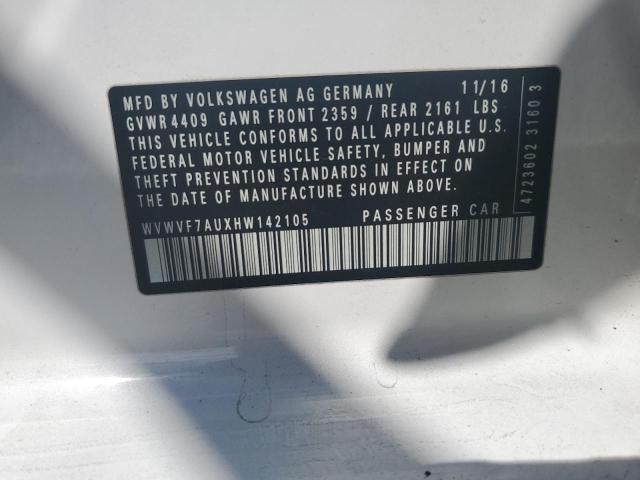 MFD BY VOLKSWAGEN AG GERMANY 11/16
GVWR 4409 GAWR FRONT 2359 / REAR 2161 LBS
THIS VEHICLE CONFORMS TO ALL APPLICABLE U.S.
FEDERAL MOTOR VEHICLE SAFETY, BUMPER AND
THEFT PREVENTION STANDARDS IN EFFECT ON
THE DATE OF MANUFACTURE SHOWN ABOVE.
WVWVF7AUXHW142105 PASSENGER CAR
4723602 3160 3